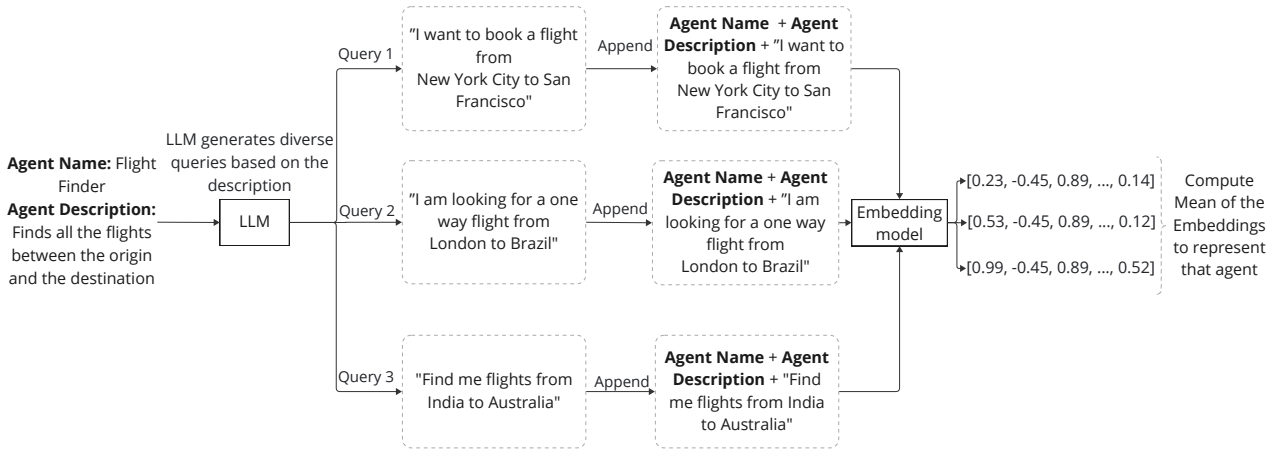 Agent Name: Flight
Finder
Agent Description:
Finds all the flights
between the origin
and the destination
LLM generates diverse
queries based on the
description
LLM
Query 1
”I want to book a flight
from
New York City to San
Francisco"
Append
Agent Name + Agent
Description + ”I want to
book a flight from
New York City to San
Francisco"
Query 2
”I am looking for a one
way flight from
London to Brazil"
Append
Agent Name + Agent
Description + ”I am
looking for a one way
flight from
London to Brazil"
Query 3
"Find me flights from
India to Australia"
Append
Agent Name + Agent
Description + "Find
me flights from India
to Australia"
Embedding
model
[0.23, -0.45, 0.89, ..., 0.14]
[0.53, -0.45, 0.89, ..., 0.12]
[0.99, -0.45, 0.89, ..., 0.52]
Compute
Mean of the
Embeddings
to represent
that agent